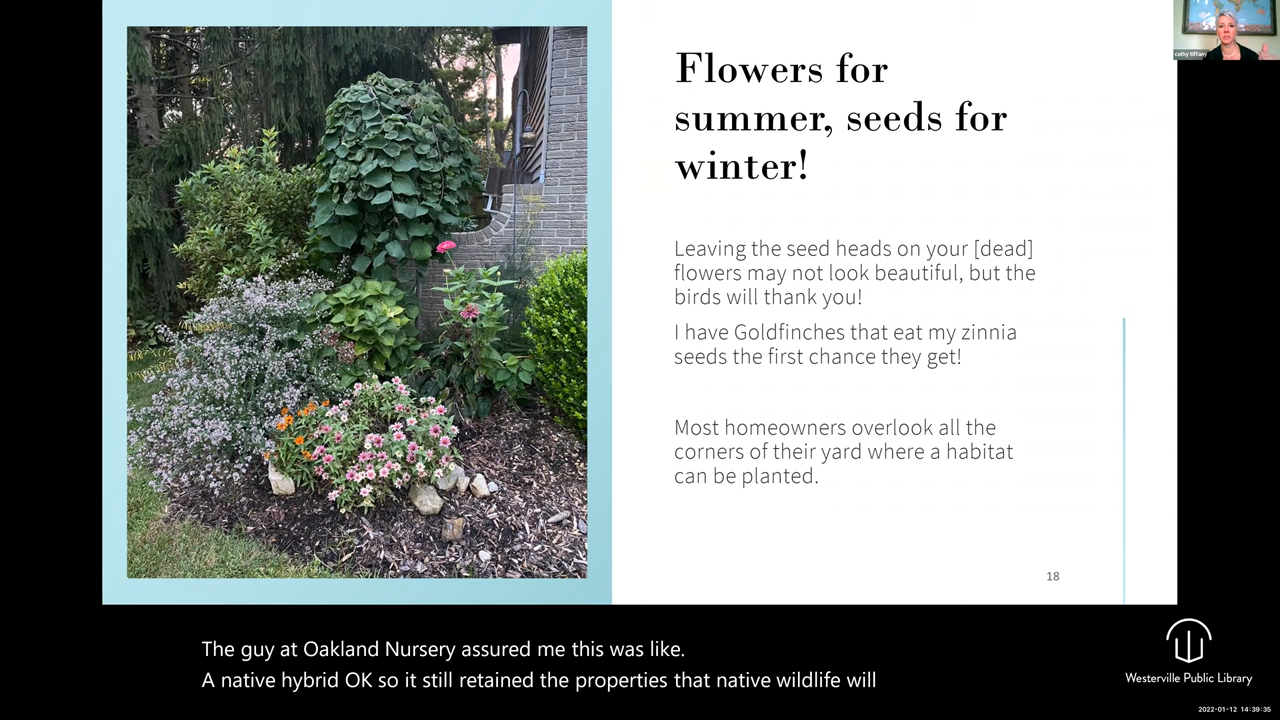 cathy tiffany
Flowers for
summer, seeds for
winter!
Leaving the seed heads on your [dead]
flowers may not look beautiful, but the
birds will thank you!
I have Goldfinches that eat my zinnia
seeds the first chance they get!
Most homeowners overlook all the
corners of their yard where a habitat
can be planted.
18
The guy at Oakland Nursery assured me this was like.
A native hybrid OK so it still retained the properties that native wildlife will
Westerville Public Library
2022-01-12 14:39:35